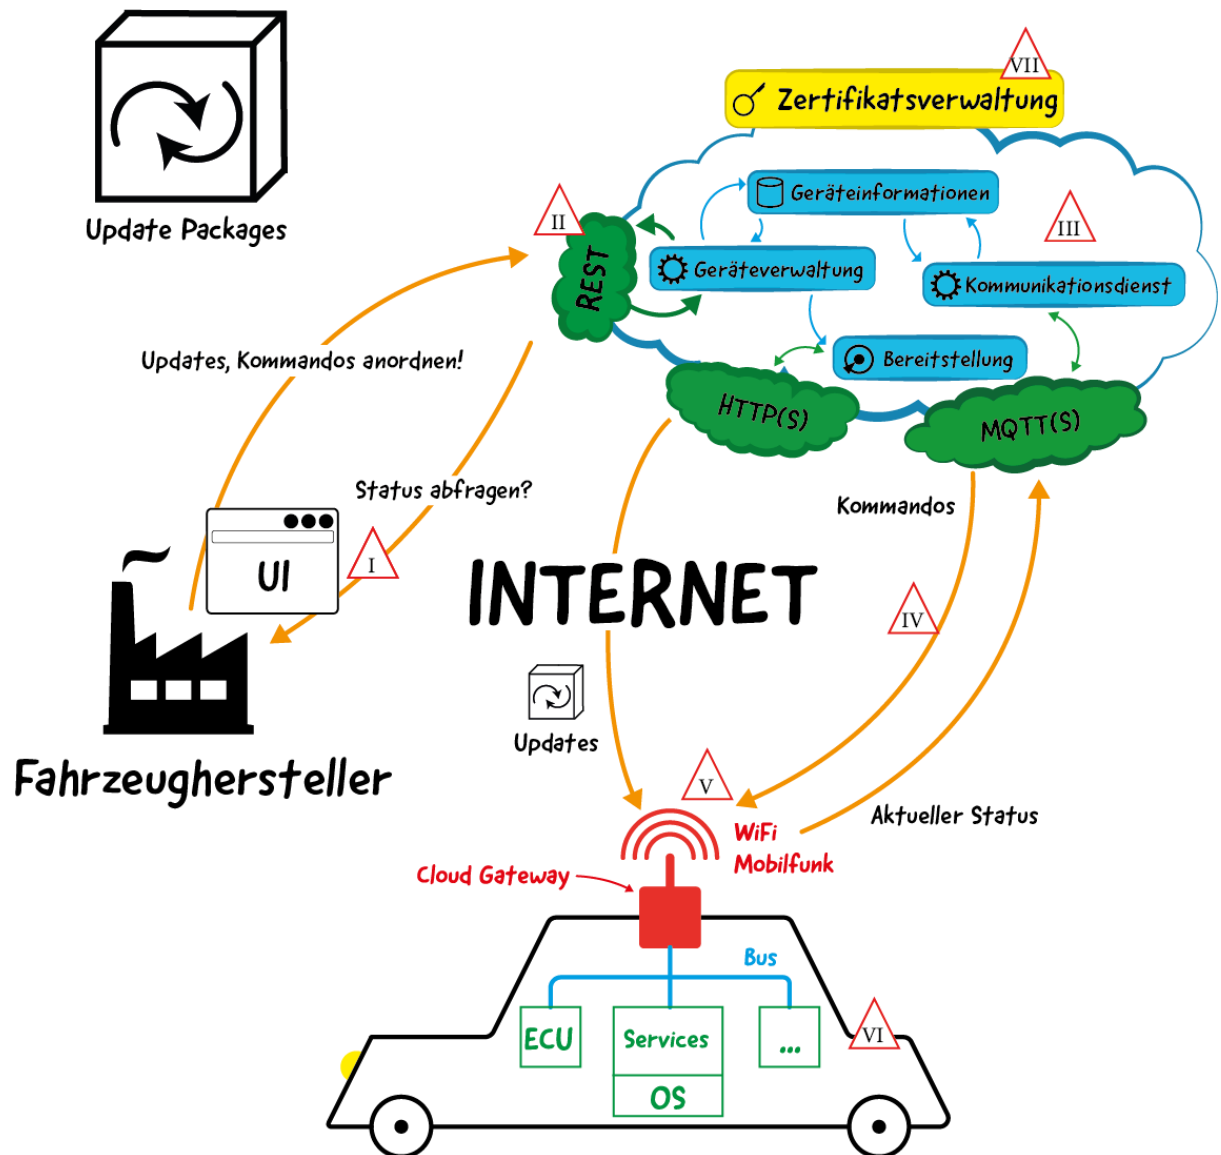 VII
Zertifikatsverwaltung
Update Packages
Geräteinformationen
II
III
REST
Geräteverwaltung
Kommunikationsdienst
Updates, Kommandos anordnen!
Bereitstellung
HTTP(S)
MQTT(S)
Status abfragen?
Kommandos
UI
I
INTERNET
IV
Updates
Fahrzeughersteller
V
WiFi
Mobilfunk
Aktueller Status
Cloud Gateway
Bus
ECU
Services
...
VI
OS